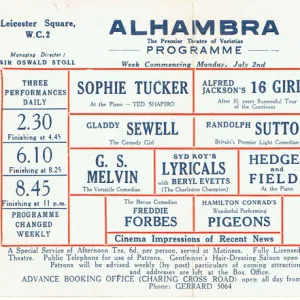 Leicester Square,
W.C.2
Managing Director:
SIR OSWALD STOLL
ALHAMBRA
The Premier Theatre of Varieties
PROGRAMME
Week Commencing Monday, July 2nd
THREE
PERFORMANCES
DAILY
2.30
Finishing at 4.45
6.10
Finishing at 8.25
8.45
Finishing at 11 p.m.
PROGRAMME
CHANGED
WEEKLY
SOPHIE TUCKER
At the Piano — TED SHAPIRO
ALFRED
JACKSON'S 16 GIR
After 3½ years Successful Tour
of the Continent
GLADDY SEWELL
The Comedy Girl
RANDOLPH SUTTO
Britain's Premier Light Comedian
G. S.
MELVIN
The Versatile Comedian
SYD ROY'S
LYRICALS
with BERYL EVETTS
(The Charleston Champion)
HEDGE
and
FIELD
At the Piano
The Revue Comedian
FREDDIE
FORBES
HAMILTON CONRAD'S
Wonderful Performing
PIGEONS
Cinema Impressions of Recent News
A Special Service of Afternoon Tea, 6d. per person, served at Matinees. Fully Licensed
Theatre. Public Telephone for use of Patrons. Gentlemen's Hair-Dressing Saloon open
Patrons will be advised weekly (by post) particulars of coming attractions
and addresses are left at the Box Office.
ADVANCE BOOKING OFFICE (CHARING CROSS ROAD) open all day from
Phone: GERRARD 5064